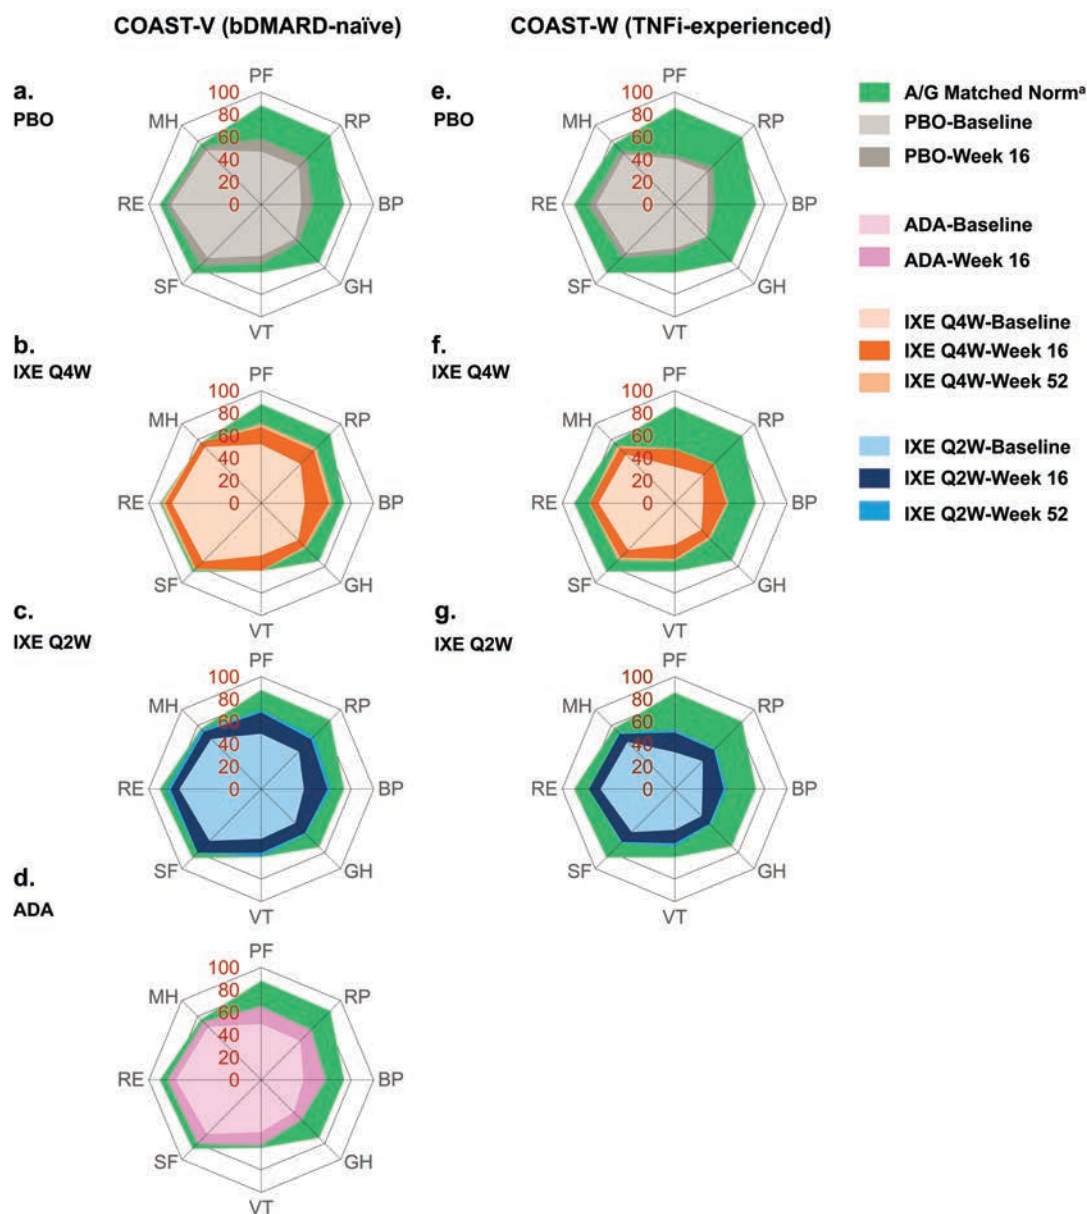 COAST-V (bDMARD-naïve)
COAST-W (TNFi-experienced)
a.
PBO
PF
RP
BP
GH
VT
SF
RE
MH
100
80
60
40
20
0
e.
PBO
PF
RP
BP
GH
VT
SF
RE
MH
100
80
60
40
20
0
A/G Matched Normᵃ
PBO-Baseline
PBO-Week 16
ADA-Baseline
ADA-Week 16
IXE Q4W-Baseline
IXE Q4W-Week 16
IXE Q4W-Week 52
IXE Q2W-Baseline
IXE Q2W-Week 16
IXE Q2W-Week 52
b.
IXE Q4W
PF
RP
BP
GH
VT
SF
RE
MH
100
80
60
40
20
0
f.
IXE Q4W
PF
RP
BP
GH
VT
SF
RE
MH
100
80
60
40
20
0
c.
IXE Q2W
PF
RP
BP
GH
VT
SF
RE
MH
100
80
60
40
20
0
g.
IXE Q2W
PF
RP
BP
GH
VT
SF
RE
MH
100
80
60
40
20
0
d.
ADA
PF
RP
BP
GH
VT
SF
RE
MH
100
80
60
40
20
0